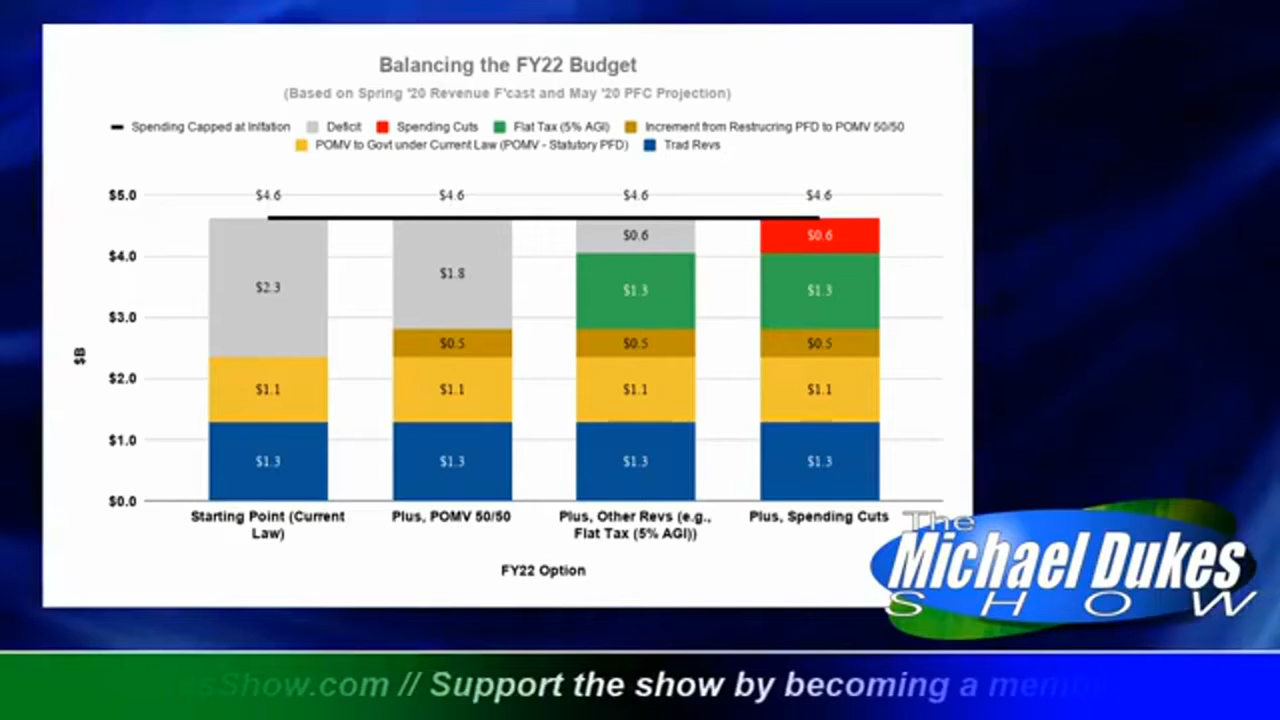 Balancing the FY22 Budget
(Based on Spring '20 Revenue F'cast and May '20 PFC Projection)
Spending Capped at Inflation Deficit Spending Cuts Flat Tax (5% AGI) Increment from Restrucring PFD to POMV 50/50
POMV to Govt under Current Law (POMV - Statutory PFD) Trad Revs
$5.0 $4.6 $4.6 $4.6 $4.6
$0.6 $0.6
$4.0
$1.8
$2.3 $1.3 $1.3
$3.0
$0.5 $0.5 $0.5
$B
$2.0
$1.1 $1.1 $1.1 $1.1
$1.0
$1.3 $1.3 $1.3 $1.3
$0.0
Starting Point (Current Law) Plus, POMV 50/50 Plus, Other Revs (e.g., Flat Tax (5% AGI)) Plus, Spending Cuts
FY22 Option
The
Michael Dukes
SHOW
sShow.com // Support the show by becoming a memb